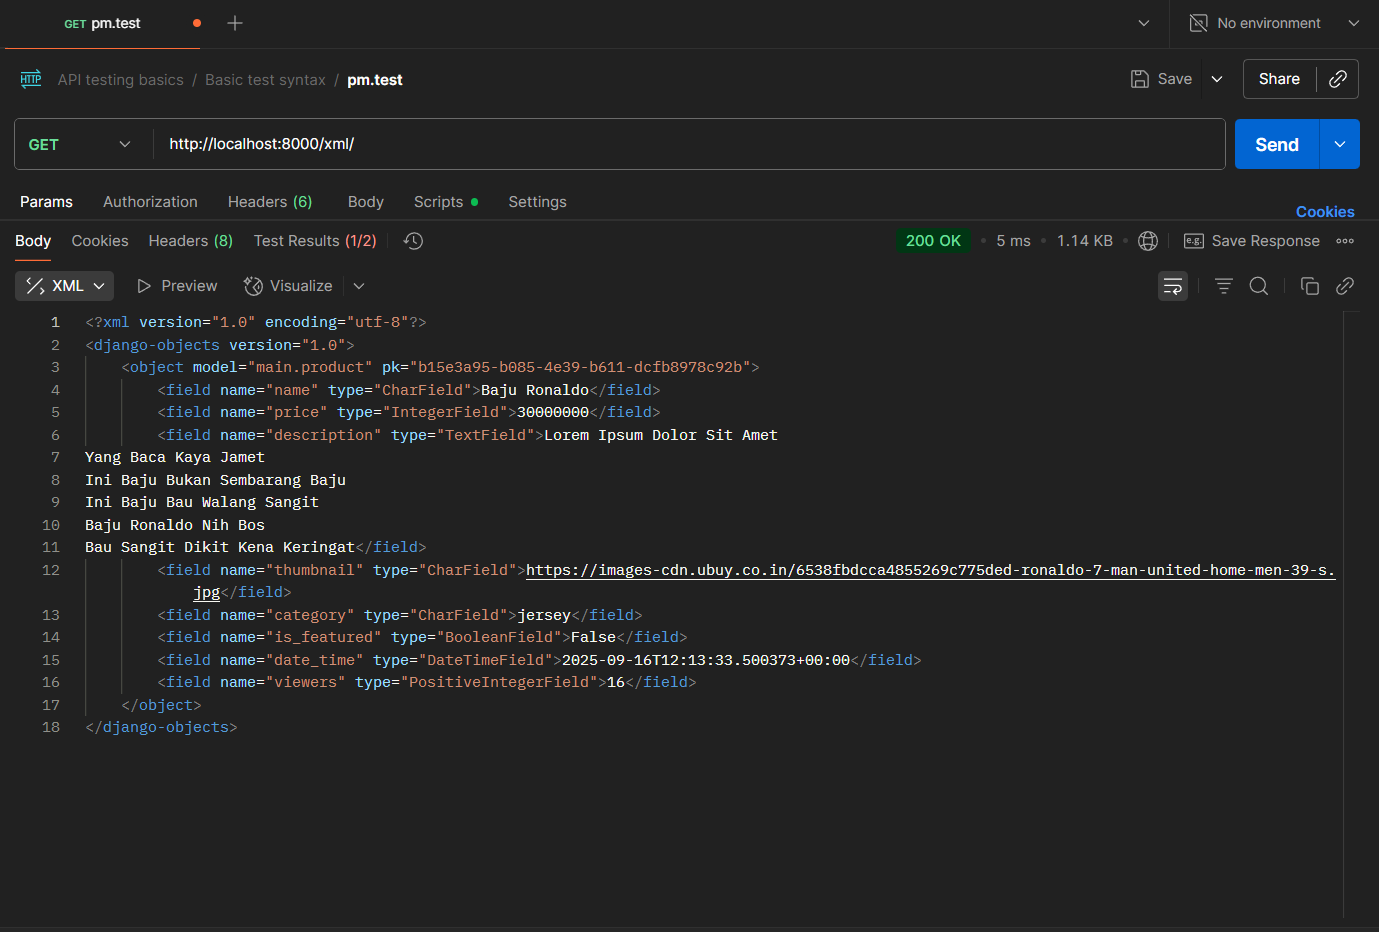 GET pm.test
No environment
HTTP API testing basics / Basic test syntax / pm.test
Save
Share
GET http://localhost:8000/xml/
Send
Params Authorization Headers (6) Body Scripts Settings
Cookies
Body Cookies Headers (8) Test Results (1/2)
200 OK • 5 ms • 1.14 KB • e.g. Save Response
XML Preview Visualize
1 <?xml version="1.0" encoding="utf-8"?>
2 <django-objects version="1.0">
3 <object model="main.product" pk="b15e3a95-b085-4e39-b611-dcfb8978c92b">
4 <field name="name" type="CharField">Baju Ronaldo</field>
5 <field name="price" type="IntegerField">30000000</field>
6 <field name="description" type="TextField">Lorem Ipsum Dolor Sit Amet
7 Yang Baca Kaya Jamet
8 Ini Baju Bukan Sembarang Baju
9 Ini Baju Bau Walang Sangit
10 Baju Ronaldo Nih Bos
11 Bau Sangit Dikit Kena Keringat</field>
12 <field name="thumbnail" type="CharField">https://images-cdn.ubuy.co.in/6538fbdcca4855269c775ded-ronaldo-7-man-united-home-men-39-s.
jpg</field>
13 <field name="category" type="CharField">jersey</field>
14 <field name="is_featured" type="BooleanField">False</field>
15 <field name="date_time" type="DateTimeField">2025-09-16T12:13:33.500373+00:00</field>
16 <field name="viewers" type="PositiveIntegerField">16</field>
17 </object>
18 </django-objects>